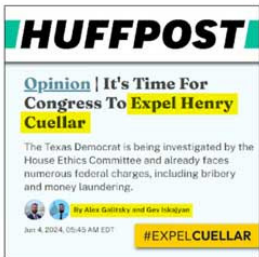 HUFFPOST
Opinion | It's Time For
Congress To Expel Henry
Cuellar
The Texas Democrat is being investigated by the
House Ethics Committee and already faces
numerous federal charges, including bribery
and money laundering.
By Alex Galitsky and Gev Iskajyan
Jun 4, 2024, 05:45 AM EDT
#EXPELCUELLAR